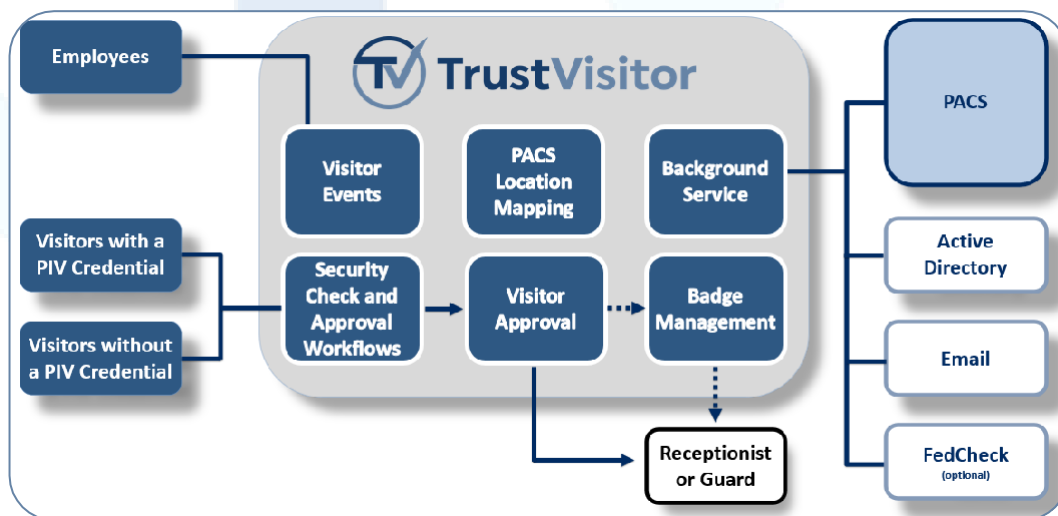 Employees
TV TrustVisitor
PACS
Visitor
Events
PACS
Location
Mapping
Background
Service
Visitors with a
PIV Credential
Active
Directory
Security
Check and
Approval
Workflows
Visitor
Approval
Badge
Management
Visitors without
a PIV Credential
Email
Receptionist
or Guard
FedCheck
(optional)